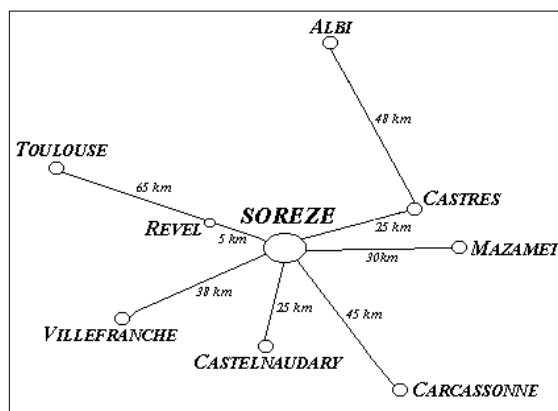 ALBI
48 km
TOULOUSE
65 km
CASTRES
SOREZE
REVEL
25 km
5 km
MAZAMET
30km
38 km
25 km
45 km
VILLEFRANCHE
CASTELNAUDARY
CARCASSONNE